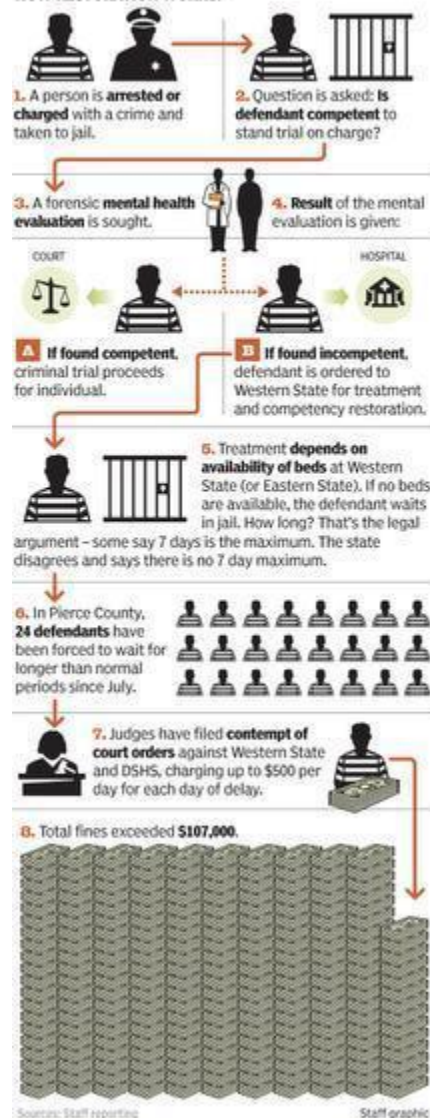 1. A person is arrested or
charged with a crime and
taken to jail.
2. Question is asked: Is
defendant competent to
stand trial on charge?
3. A forensic mental health
evaluation is sought.
4. Result of the mental
evaluation is given:
COURT
HOSPITAL
A If found competent,
criminal trial proceeds
for individual.
B If found incompetent,
defendant is ordered to
Western State for treatment
and competency restoration.
5. Treatment depends on
availability of beds at Western
State (or Eastern State). If no beds
are available, the defendant waits
in jail. How long? That's the legal
argument – some say 7 days is the maximum. The state
disagrees and says there is no 7 day maximum.
6. In Pierce County,
24 defendants have
been forced to wait for
longer than normal
periods since July.
7. Judges have filed contempt of
court orders against Western State
and DSHS, charging up to $500 per
day for each day of delay.
8. Total fines exceeded $107,000.
Sources: Staff reporting
Staff graphic